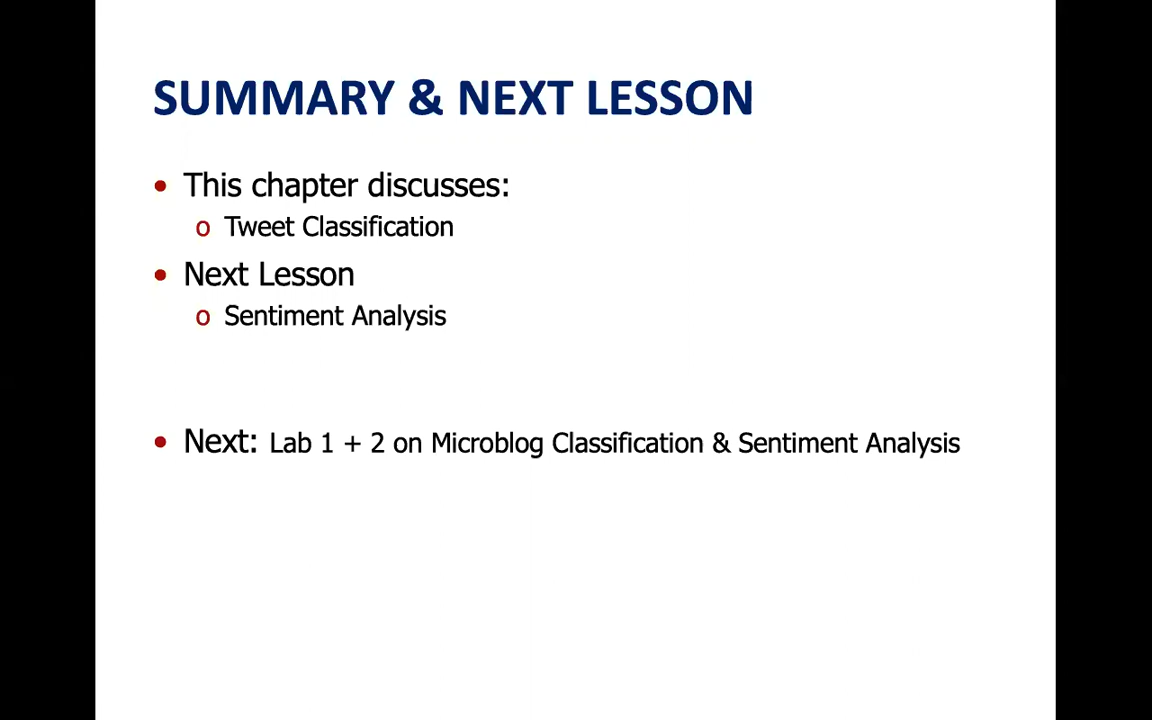 SUMMARY & NEXT LESSON
• This chapter discusses:
o Tweet Classification
• Next Lesson
o Sentiment Analysis
• Next: Lab 1 + 2 on Microblog Classification & Sentiment Analysis